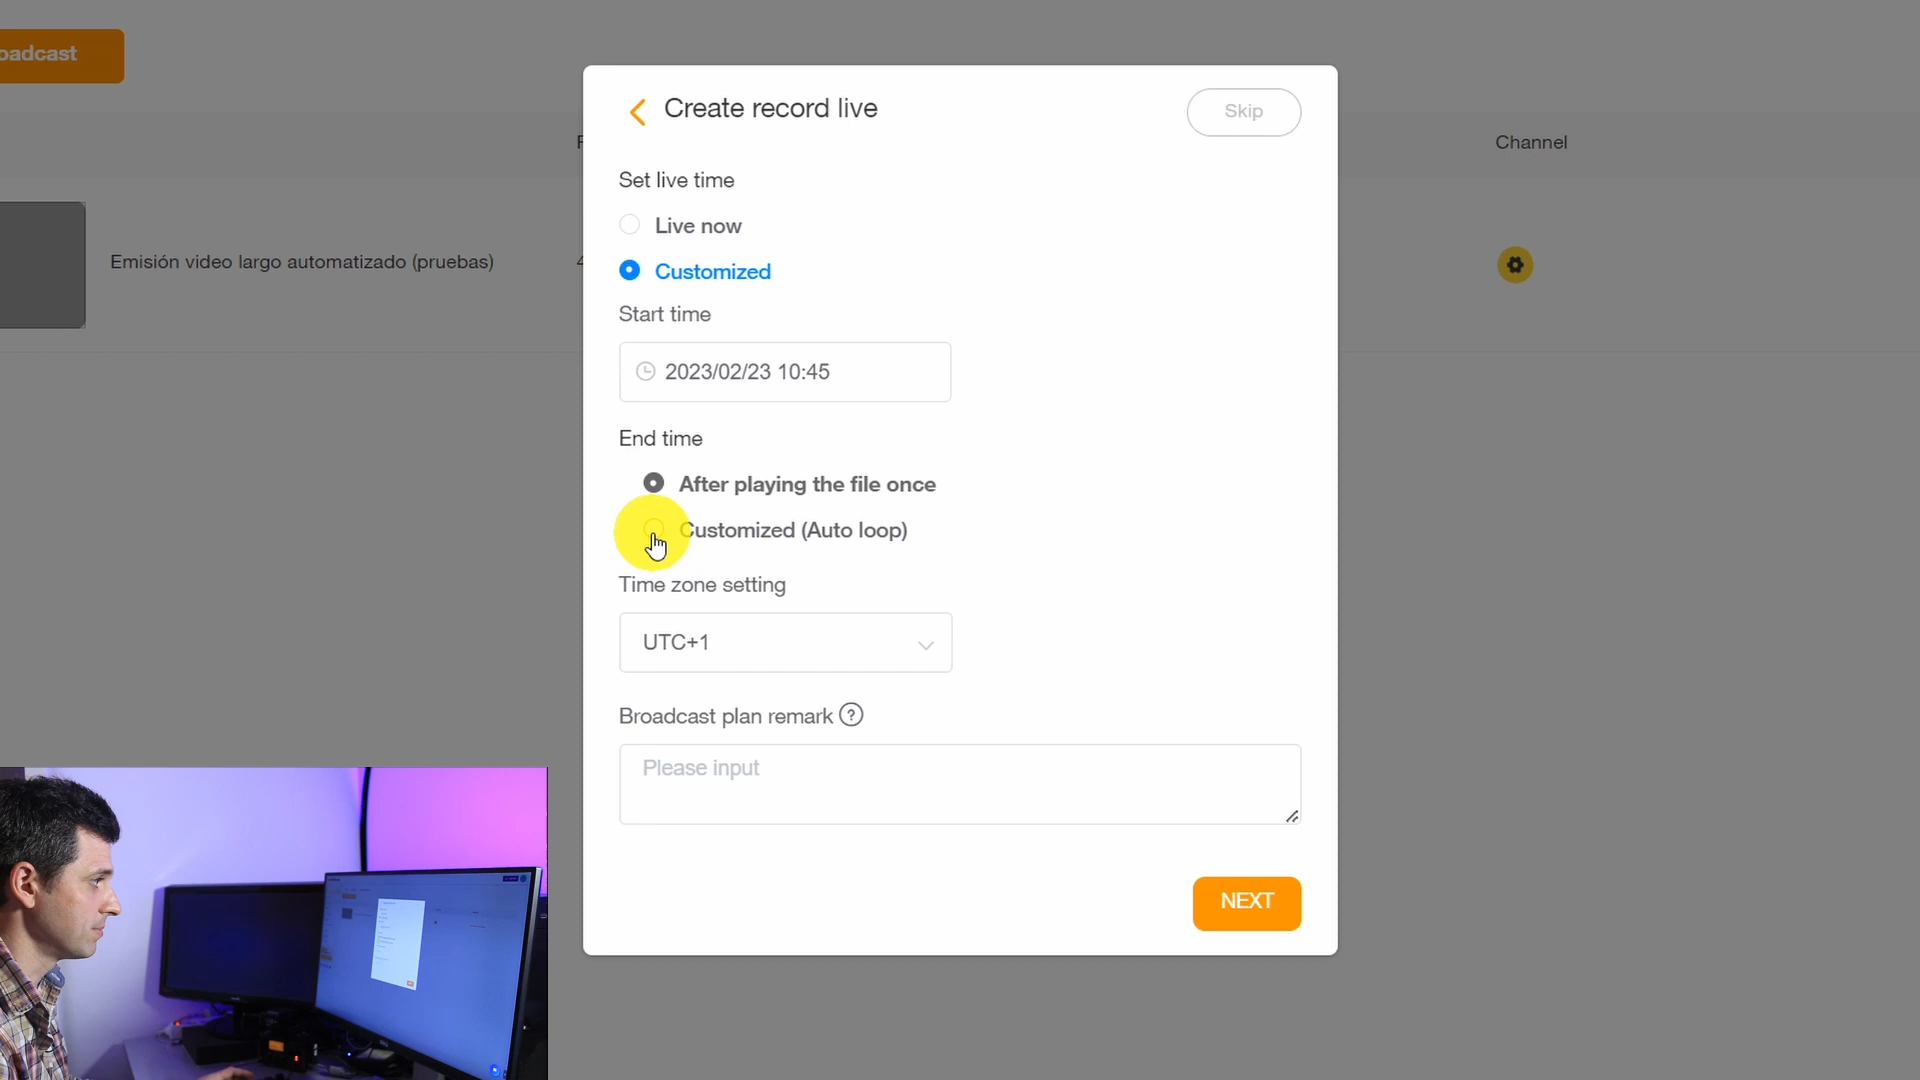 oadcast
Create record live
Skip
Channel
Set live time
Live now
Customized
Emisión video largo automatizado (pruebas)
Start time
2023/02/23 10:45
End time
After playing the file once
Customized (Auto loop)
Time zone setting
UTC+1
Broadcast plan remark ?
Please input
NEXT